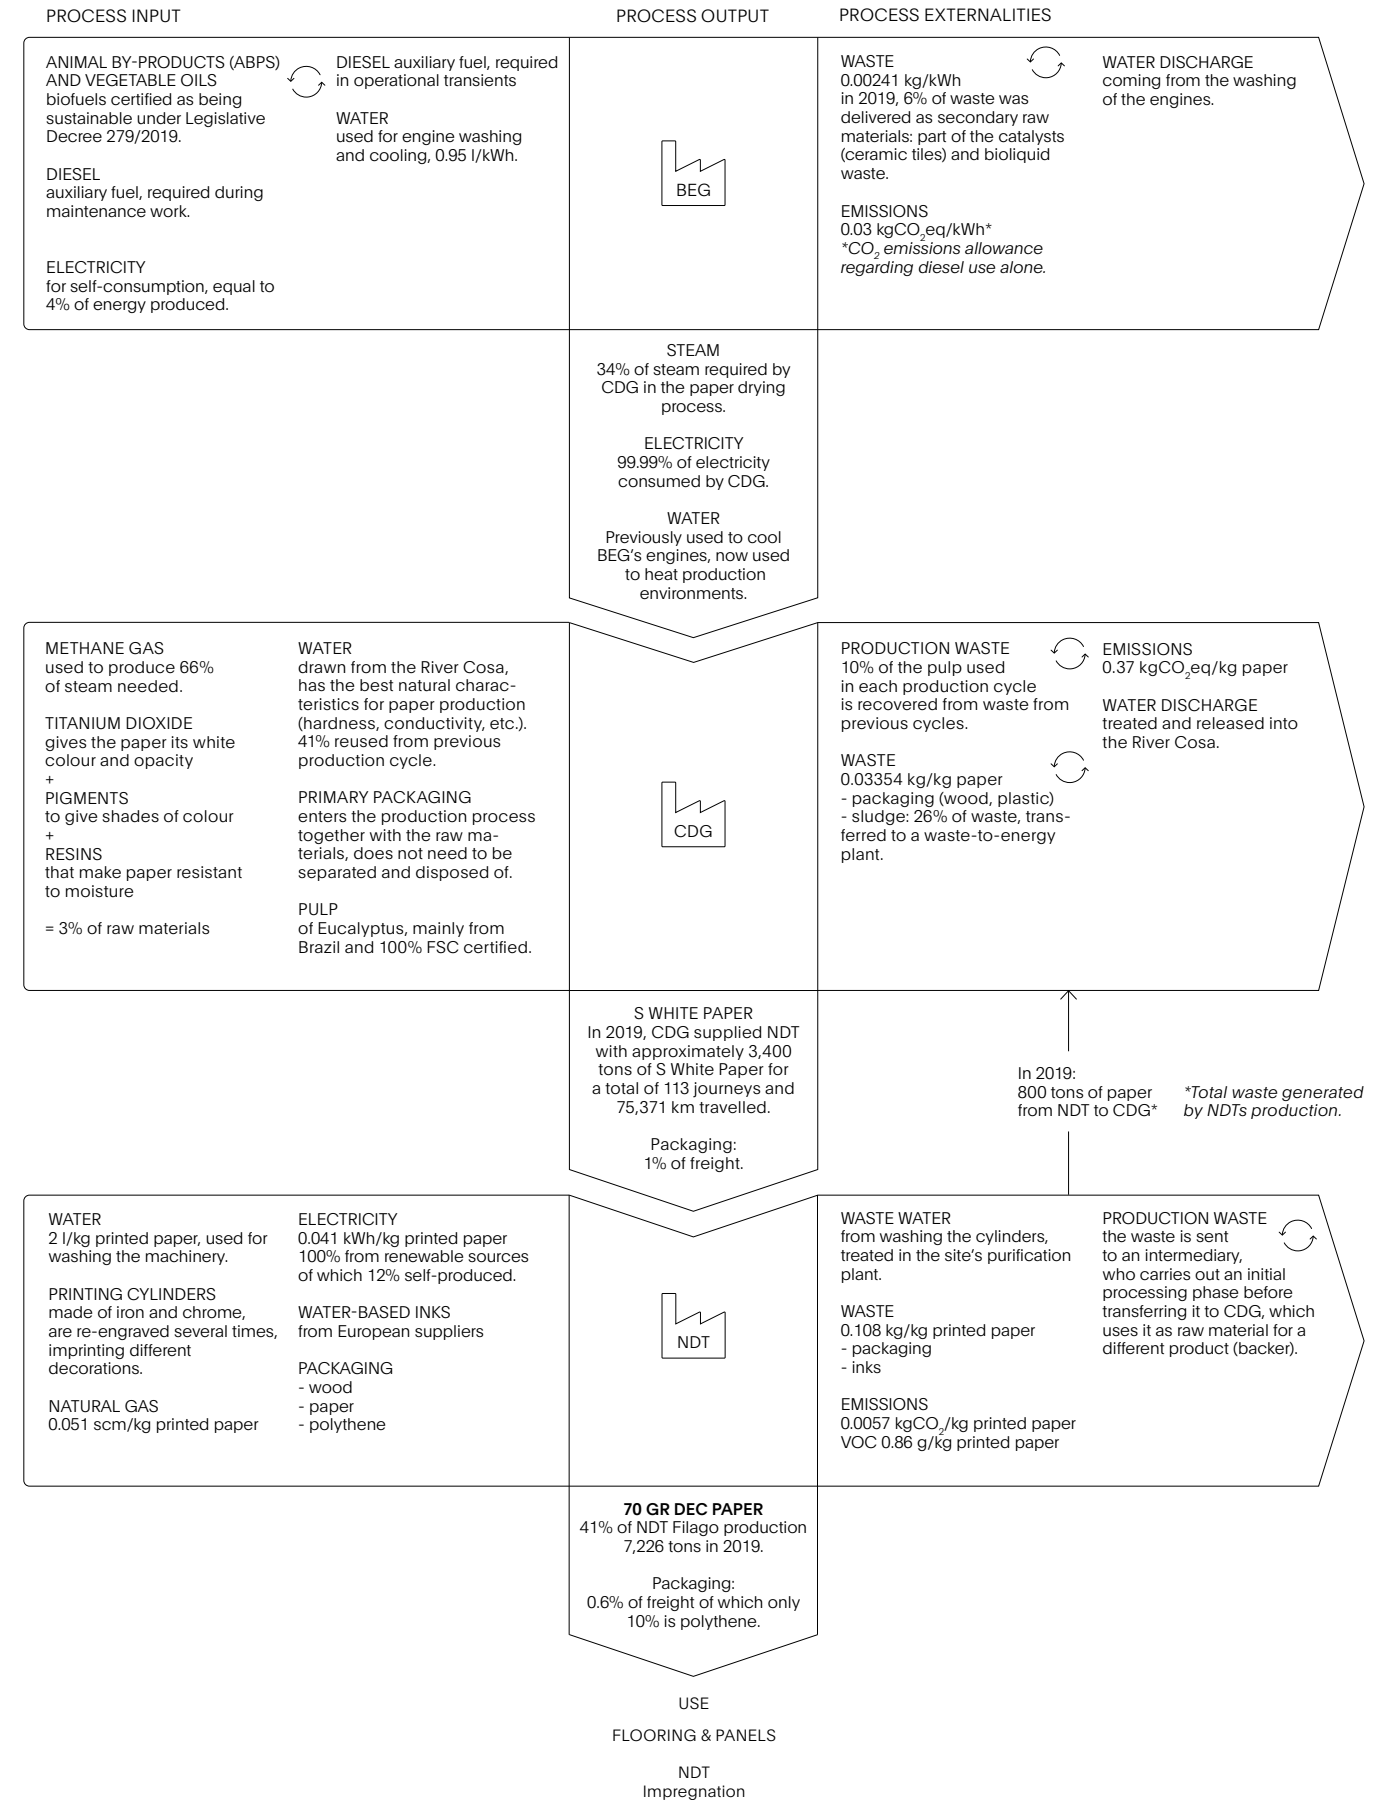 PROCESS INPUT
PROCESS OUTPUT
PROCESS EXTERNALITIES
ANIMAL BY-PRODUCTS (ABPS)
AND VEGETABLE OILS
biofuels certified as being
sustainable under Legislative
Decree 279/2019.
DIESEL
auxiliary fuel, required during
maintenance work.
ELECTRICITY
for self-consumption, equal to
4% of energy produced.
DIESEL auxiliary fuel, required
in operational transients
WATER
used for engine washing
and cooling, 0.95 l/kWh.
BEG
WASTE
0.00241 kg/kWh
in 2019, 6% of waste was
delivered as secondary raw
materials: part of the catalysts
(ceramic tiles) and bioliquid
waste.
EMISSIONS
0.03 kgCO2eq/kWh*
*CO2 emissions allowance
regarding diesel use alone.
WATER DISCHARGE
coming from the washing
of the engines.
STEAM
34% of steam required by
CDG in the paper drying
process.
ELECTRICITY
99.99% of electricity
consumed by CDG.
WATER
Previously used to cool
BEG's engines, now used
to heat production
environments.
METHANE GAS
used to produce 66%
of steam needed.
TITANIUM DIOXIDE
gives the paper its white
colour and opacity
+
PIGMENTS
to give shades of colour
+
RESINS
that make paper resistant
to moisture
= 3% of raw materials
WATER
drawn from the River Cosa,
has the best natural charac-
teristics for paper production
(hardness, conductivity, etc.).
41% reused from previous
production cycle.
PRIMARY PACKAGING
enters the production process
together with the raw ma-
terials, does not need to be
separated and disposed of.
PULP
of Eucalyptus, mainly from
Brazil and 100% FSC certified.
CDG
PRODUCTION WASTE
10% of the pulp used
in each production cycle
is recovered from waste from
previous cycles.
WASTE
0.03354 kg/kg paper
- packaging (wood, plastic)
- sludge: 26% of waste, trans-
ferred to a waste-to-energy
plant.
EMISSIONS
0.37 kgCO2eq/kg paper
WATER DISCHARGE
treated and released into
the River Cosa.
S WHITE PAPER
In 2019, CDG supplied NDT
with approximately 3,400
tons of S White Paper for
a total of 113 journeys and
75,371 km travelled.
Packaging:
1% of freight.
In 2019:
800 tons of paper
from NDT to CDG*
*Total waste generated
by NDTs production.
WATER
2 l/kg printed paper, used for
washing the machinery.
PRINTING CYLINDERS
made of iron and chrome,
are re-engraved several times,
imprinting different
decorations.
NATURAL GAS
0.051 scm/kg printed paper
ELECTRICITY
0.041 kWh/kg printed paper
100% from renewable sources
of which 12% self-produced.
WATER-BASED INKS
from European suppliers
PACKAGING
- wood
- paper
- polythene
NDT
WASTE WATER
from washing the cylinders,
treated in the site's purification
plant.
WASTE
0.108 kg/kg printed paper
- packaging
- inks
EMISSIONS
0.0057 kgCO2/kg printed paper
VOC 0.86 g/kg printed paper
PRODUCTION WASTE
the waste is sent
to an intermediary,
who carries out an initial
processing phase before
transferring it to CDG, which
uses it as raw material for a
different product (backer).
70 GR DEC PAPER
41% of NDT Filago production
7,226 tons in 2019.
Packaging:
0.6% of freight of which only
10% is polythene.
USE
FLOORING & PANELS
NDT
Impregnation